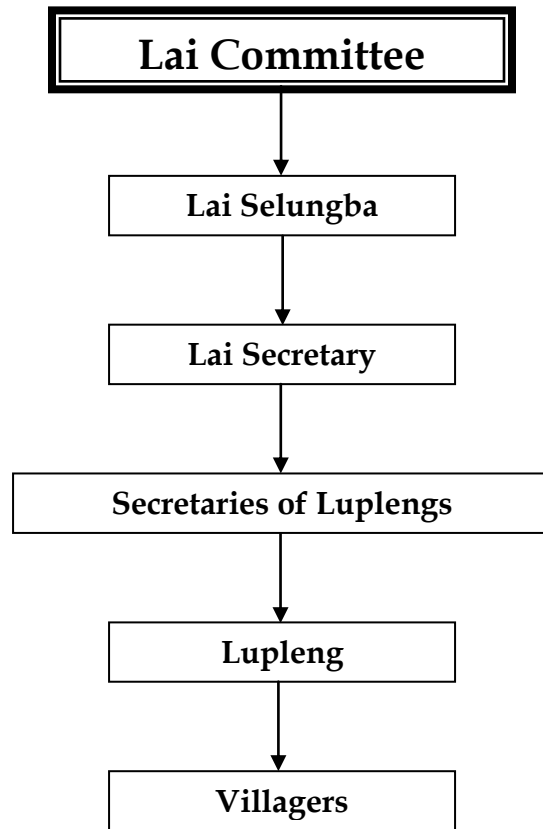 Lai Committee
Lai Selungba
Lai Secretary
Secretaries of Luplengs
Lupleng
Villagers